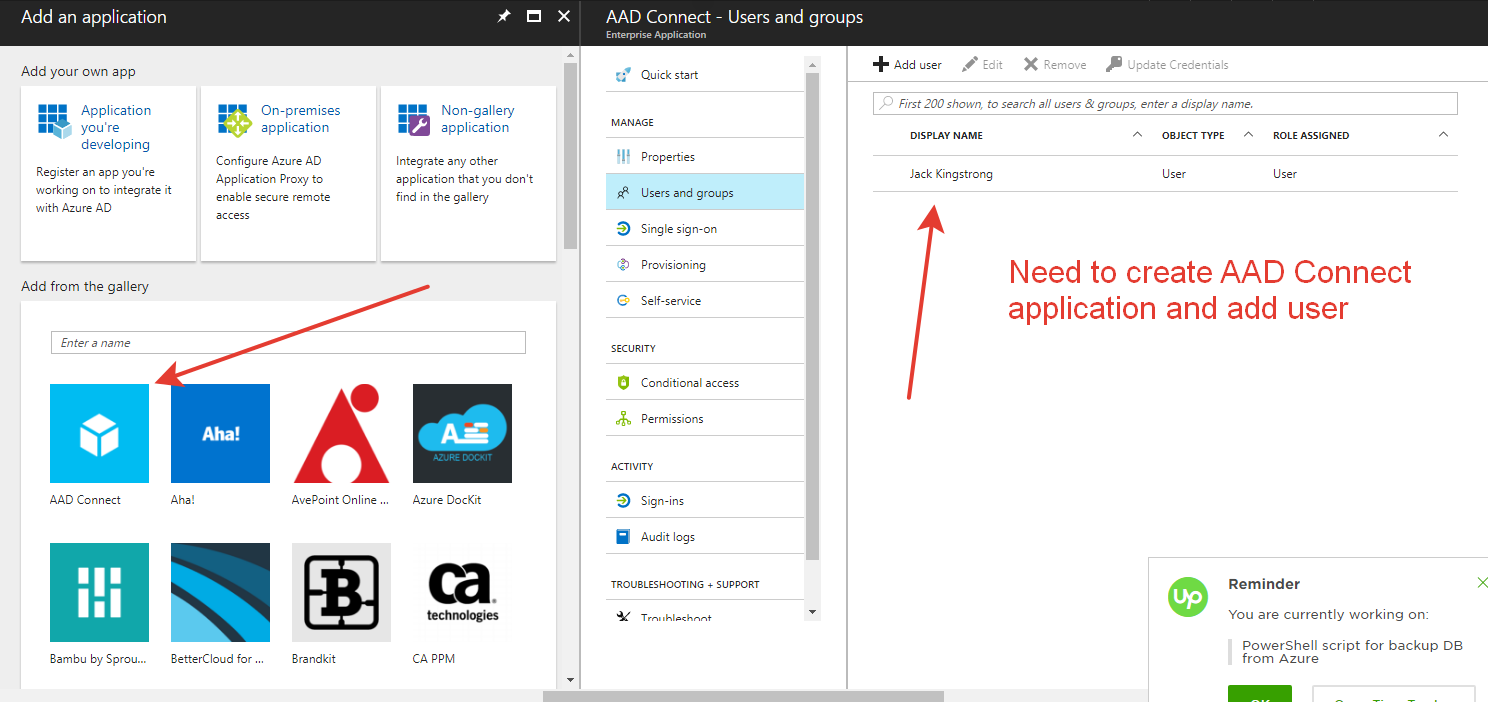 Add an application
Add your own app
Application
you're
developing
Register an app you're
working on to integrate it
with Azure AD
On-premises
application
Configure Azure AD
Application Proxy to
enable secure remote
access
Non-gallery
application
Integrate any other
application that you don't
find in the gallery
Add from the gallery
Enter a name
Aha!
AZURE DOCKIT
AAD Connect
Aha!
AvePoint Online ...
Azure DocKit
B
ca
technologies
Bambu by Sprou...
BetterCloud for ...
Brandkit
CA PPM
AAD Connect - Users and groups
Enterprise Application
Quick start
MANAGE
Properties
Users and groups
Single sign-on
Provisioning
Self-service
SECURITY
Conditional access
Permissions
ACTIVITY
Sign-ins
Audit logs
TROUBLESHOOTING + SUPPORT
Troubleshoot
Add user Edit Remove Update Credentials
First 200 shown, to search all users & groups, enter a display name.
DISPLAY NAME OBJECT TYPE ROLE ASSIGNED
Jack Kingstrong User User
Need to create AAD Connect
application and add user
Up
Reminder
You are currently working on:
PowerShell script for backup DB
from Azure
OK